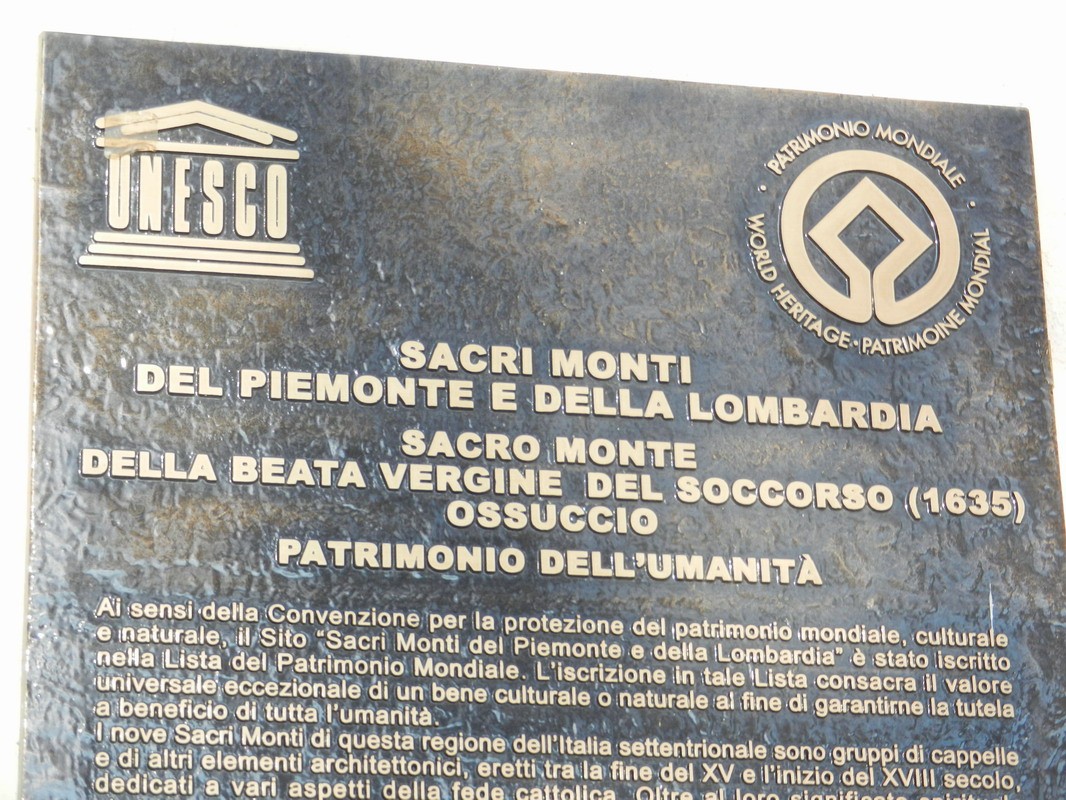 UNESCO
PATRIMONIO MONDIALE
WORLD HERITAGE · PATRIMOINE MONDIAL
SACRI MONTI
DEL PIEMONTE E DELLA LOMBARDIA
SACRO MONTE
DELLA BEATA VERGINE DEL SOCCORSO (1635)
OSSUCCIO
PATRIMONIO DELL'UMANITÀ
Ai sensi della Convenzione per la protezione del patrimonio mondiale, culturale
e naturale, il Sito "Sacri Monti del Piemonte e della Lombardia" è stato iscritto
nella Lista del Patrimonio Mondiale. L'iscrizione in tale Lista consacra il valore
universale eccezionale di un bene culturale o naturale al fine di garantirne la tutela
a beneficio di tutta l'umanità.
I nove Sacri Monti di questa regione dell'Italia settentrionale sono gruppi di cappelle
e di altri elementi architettonici, eretti tra la fine del XV e l'inizio del XVIII secolo,
dedicati a vari aspetti della fede cattolica. Oltre al loro